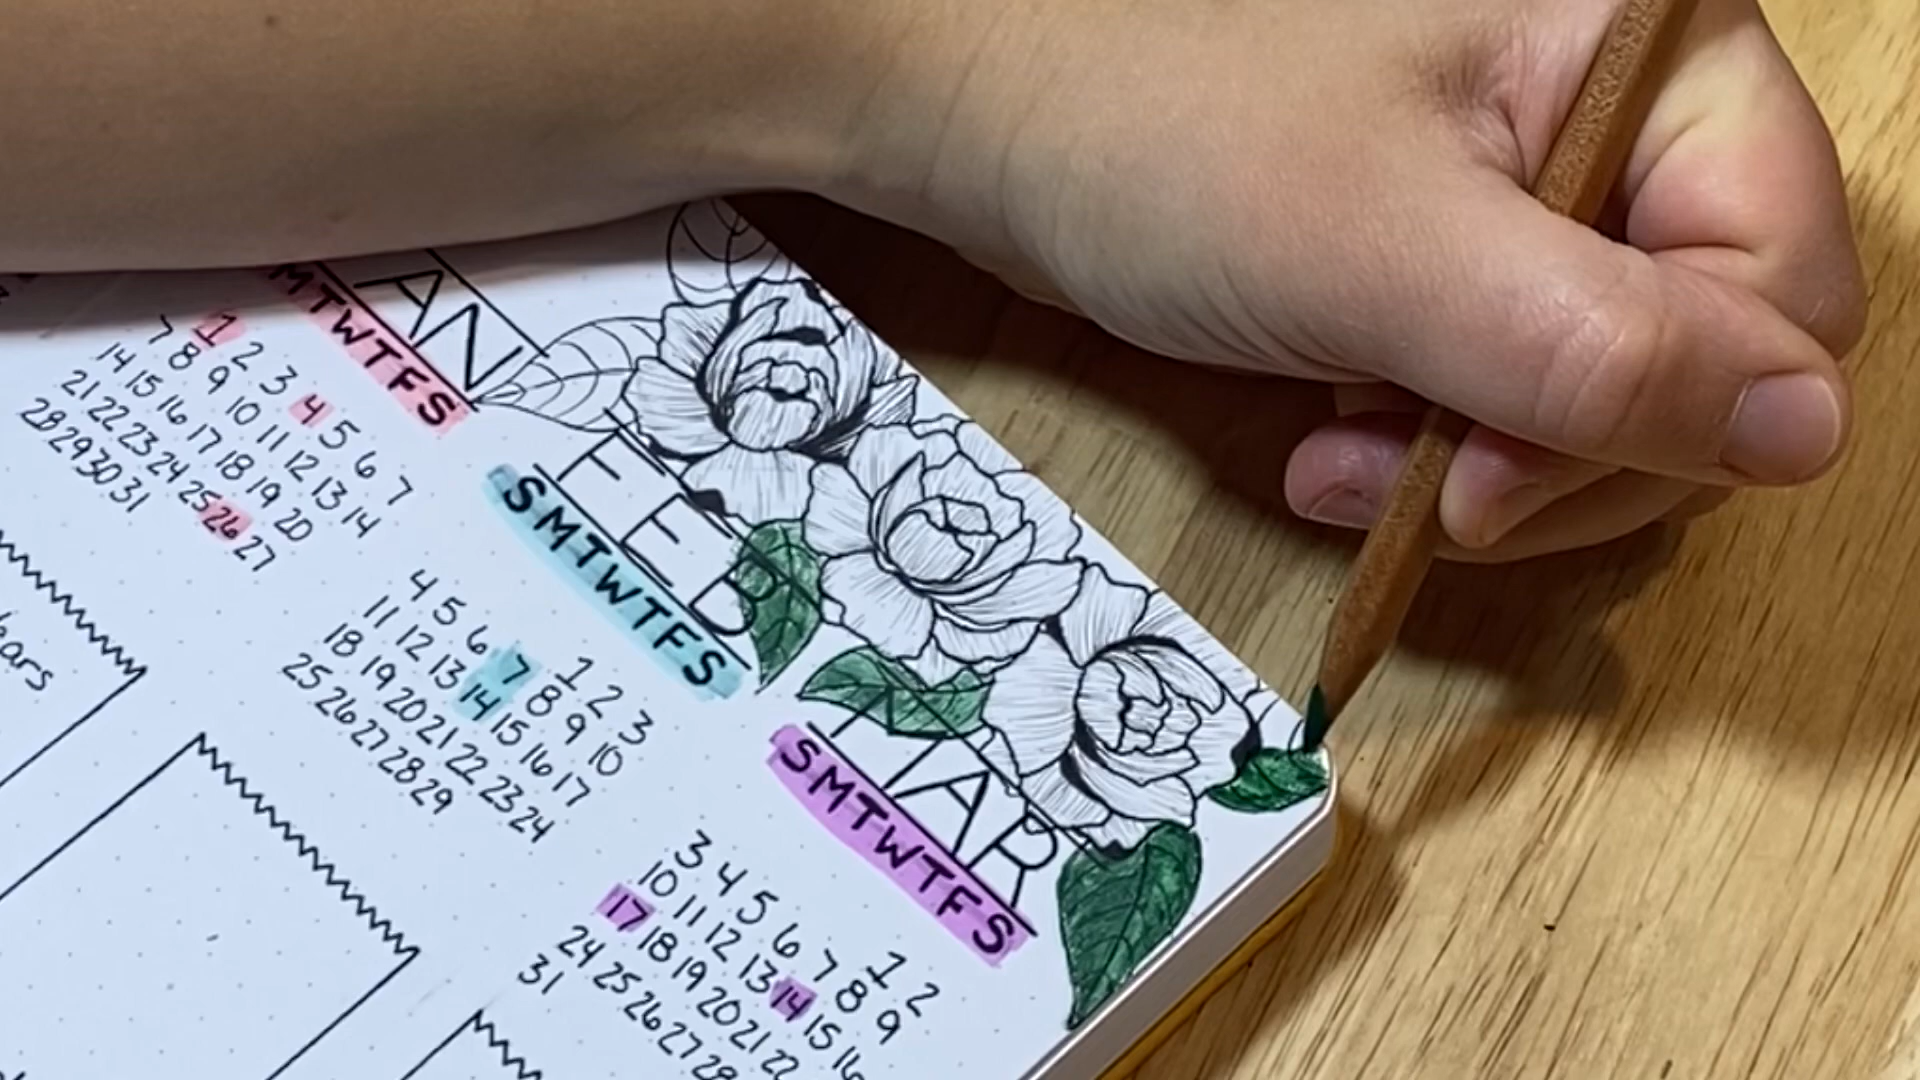 AN
MTWTFS
1 2 3 4 5 6 7
7 8 9 10 11 12 13 14
14 15 16 17 18 19 20
21 22 23 24 25 26 27
28 29 30 31
FEB
SMTWTFS
1 2 3
4 5 6 7 8 9 10
11 12 13 14 15 16 17
18 19 20 21 22 23 24
25 26 27 28 29
MAR
SMTWTFS
1 2
3 4 5 6 7 8 9
10 11 12 13 14 15 16
17 18 19 20 21 22
24 25 26 27 28
31